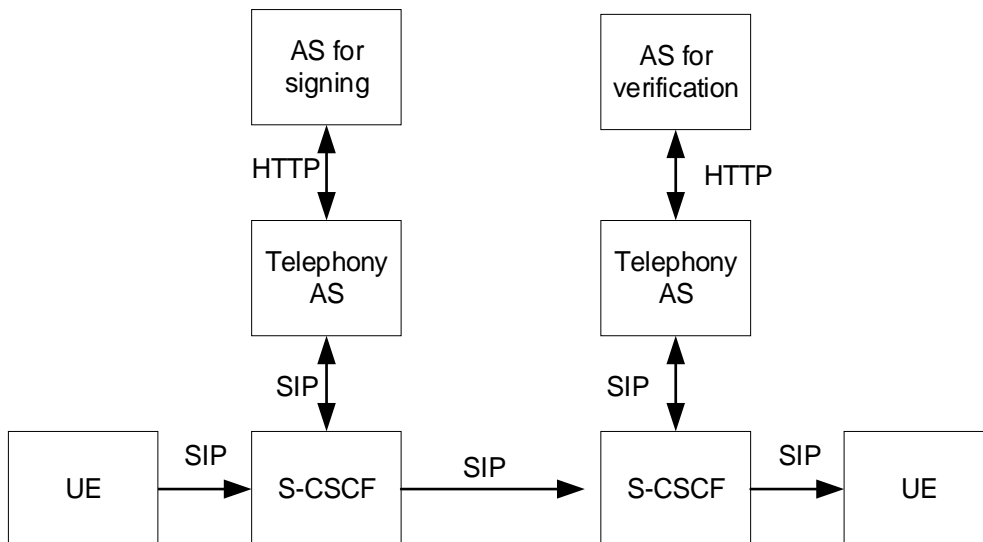 AS for
signing
AS for
verification
HTTP
HTTP
Telephony
AS
Telephony
AS
SIP
SIP
UE
SIP
S-CSCF
SIP
S-CSCF
SIP
UE